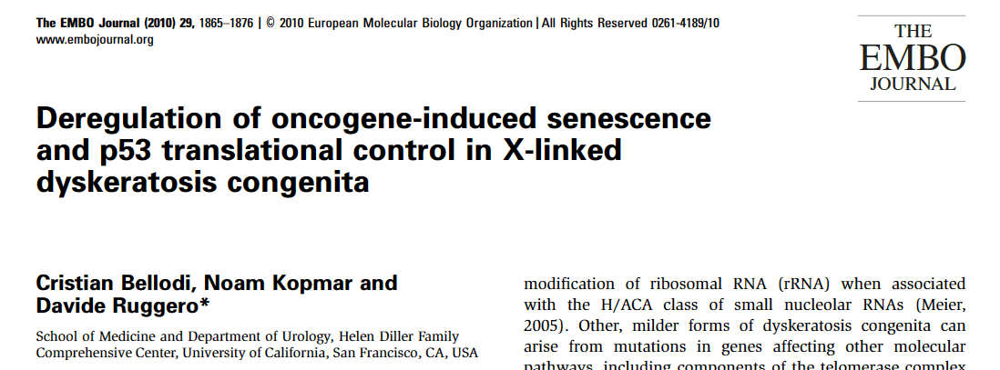 The EMBO Journal (2010) 29, 1865–1876 | © 2010 European Molecular Biology Organization | All Rights Reserved 0261-4189/10
www.embojournal.org
THE
EMBO
JOURNAL
Deregulation of oncogene-induced senescence
and p53 translational control in X-linked
dyskeratosis congenita
Cristian Bellodi, Noam Kopmar and
Davide Ruggero*
School of Medicine and Department of Urology, Helen Diller Family
Comprehensive Center, University of California, San Francisco, CA, USA
modification of ribosomal RNA (rRNA) when associated
with the H/ACA class of small nucleolar RNAs (Meier,
2005). Other, milder forms of dyskeratosis congenita can
arise from mutations in genes affecting other molecular
pathways, including components of the telomerase complex